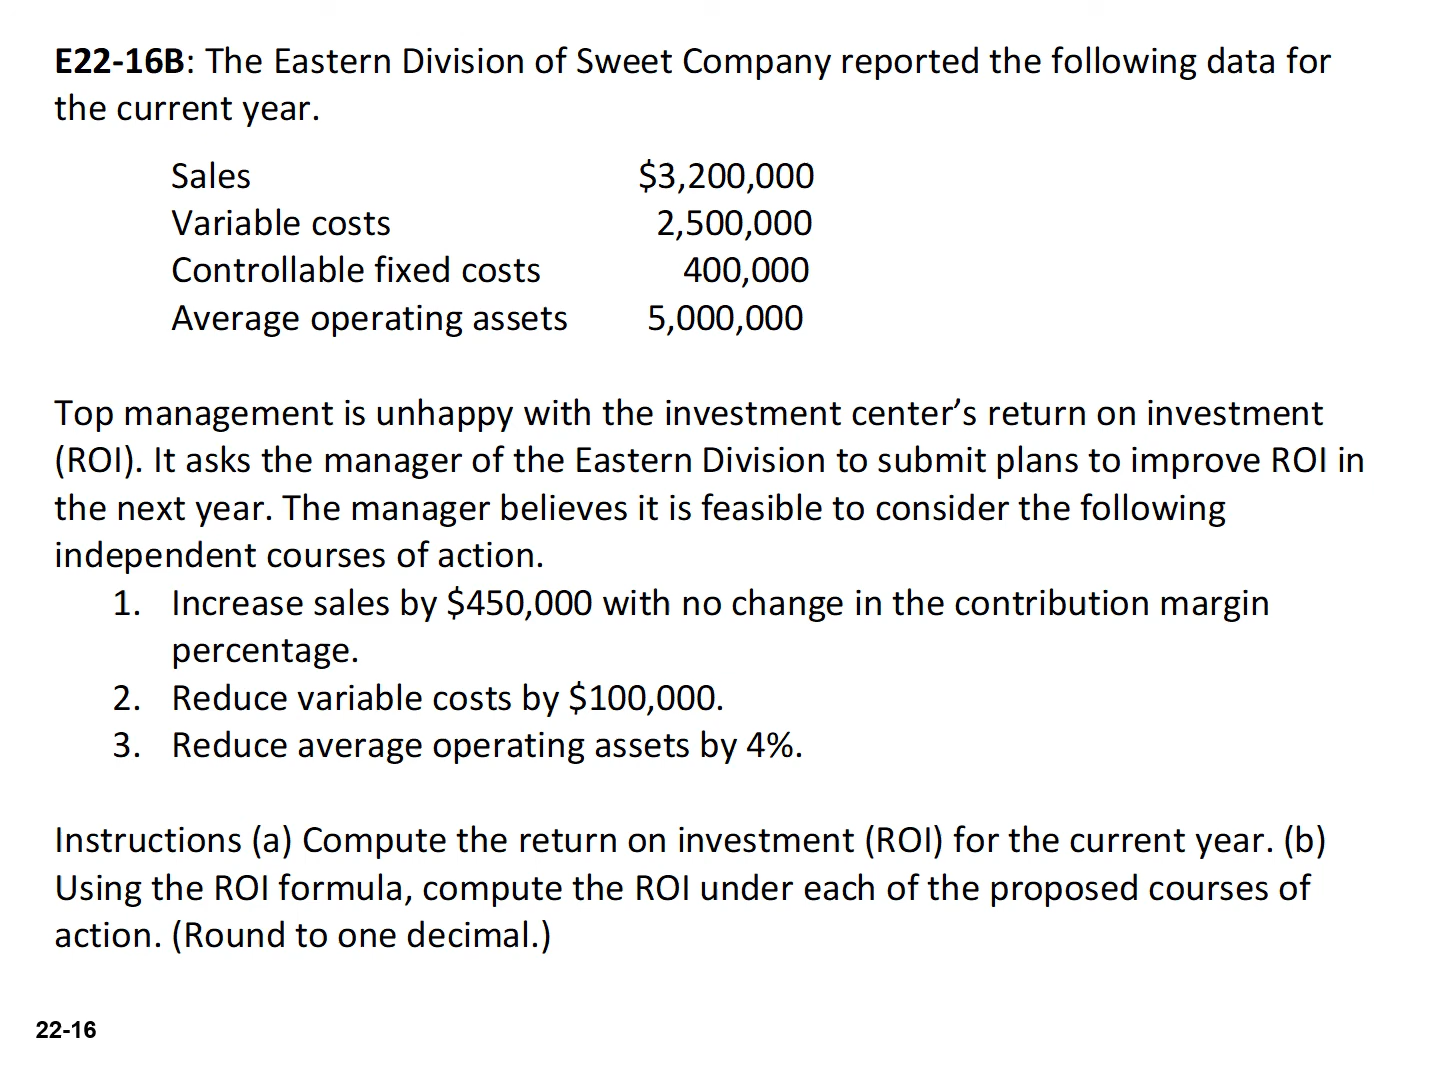 E22-16B: The Eastern Division of Sweet Company reported the following data for
the current year.
Sales $3,200,000
Variable costs 2,500,000
Controllable fixed costs 400,000
Average operating assets 5,000,000
Top management is unhappy with the investment center’s return on investment
(ROI). It asks the manager of the Eastern Division to submit plans to improve ROI in
the next year. The manager believes it is feasible to consider the following
independent courses of action.
1. Increase sales by $450,000 with no change in the contribution margin
percentage.
2. Reduce variable costs by $100,000.
3. Reduce average operating assets by 4%.
Instructions (a) Compute the return on investment (ROI) for the current year. (b)
Using the ROI formula, compute the ROI under each of the proposed courses of
action. (Round to one decimal.)
22-16